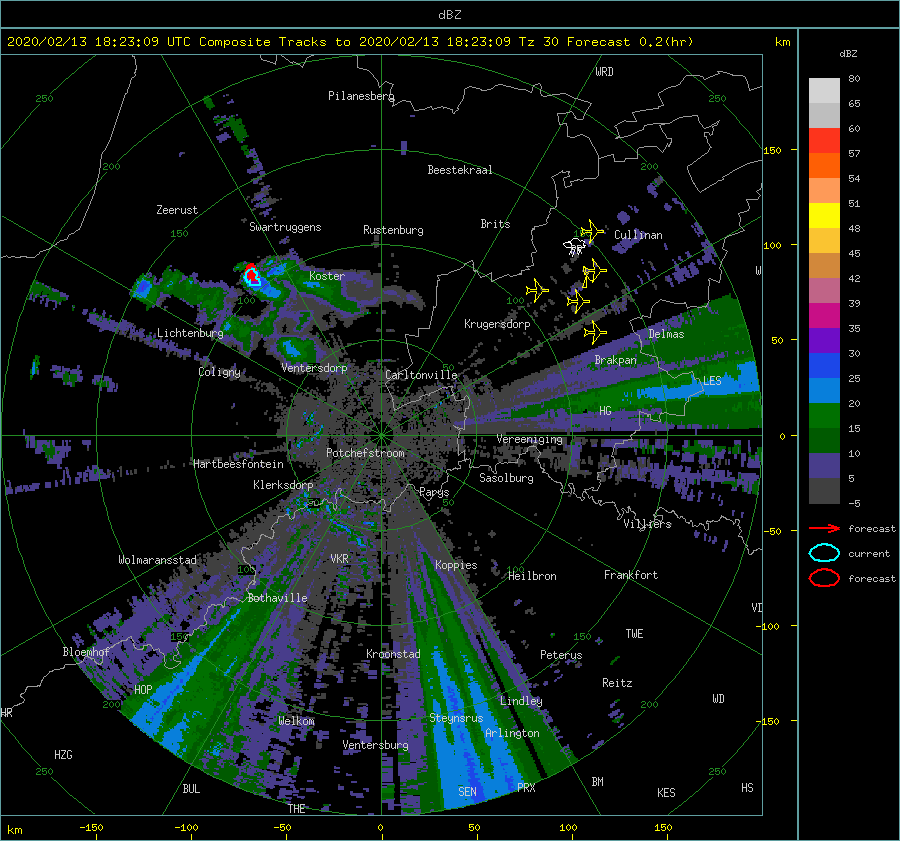 dBZ
2020/02/13 18:23:09 UTC Composite Tracks to 2020/02/13 18:23:09 Tz 30 Forecast 0.2(hr)
km
dBZ
WRD
80
250
Pilanesberg
250
65
60
150
57
200
Beestekraal
200
54
Zeerust
51
Swartruggens
Rustenburg
Brits
150
Cullinan
48
100
45
Koster
W
42
100
100
39
Krugersdorp
35
Lichtenburg
Delmas
50
30
Ventersdorp
Brakpan
Coligny
Carltonville
LES
25
20
HG
15
Vereeniging
0
10
Potchefstroom
Hartbeesfontein
5
Sasolburg
Klerksdorp
Parys
-5
50
50
Villiers
forecast
-50
current
Wolmaransstad
VKR
Koppies
100
100
Heilbron
Frankfort
forecast
Bothaville
VD
-100
150
150
TWE
Bloemhof
Kroonstad
Peterus
HOP
Reitz
200
Lindley
200
WD
HR
Welkom
Steynsrus
-150
Arlington
HZG
Ventersburg
250
250
BUL
SEN
PRX
BM
KES
HS
THE
km
-150
-100
-50
0
50
100
150